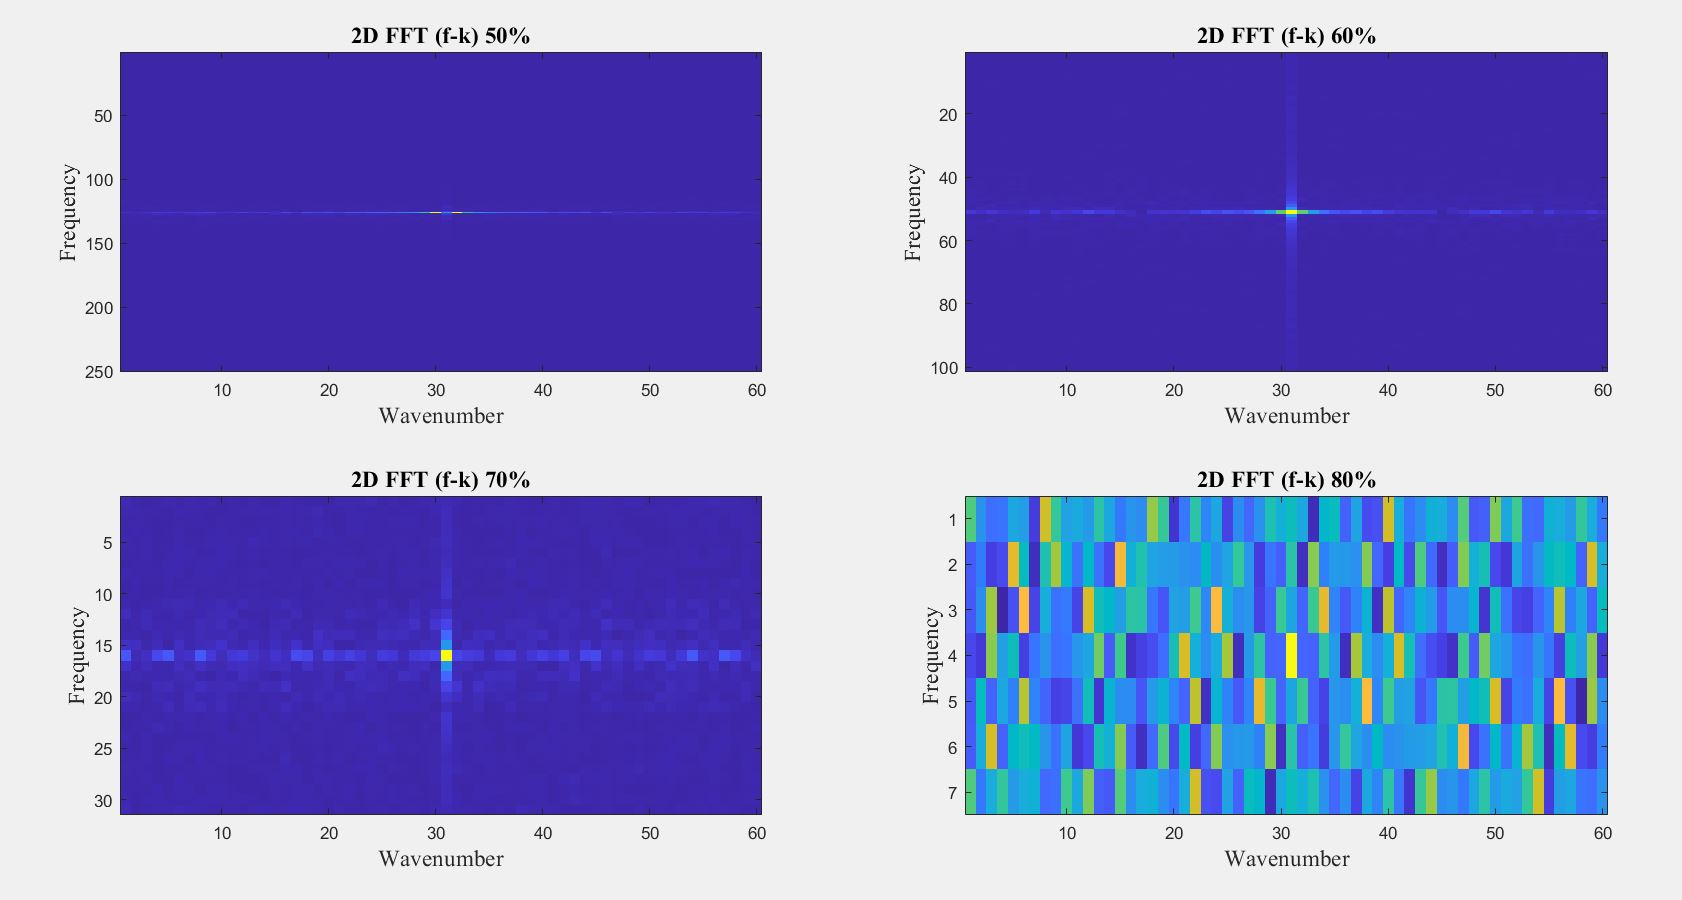 2D FFT (f-k) 50%
Frequency
50
100
150
200
250
10 20 30 40 50 60
Wavenumber
2D FFT (f-k) 60%
Frequency
20
40
60
80
100
10 20 30 40 50 60
Wavenumber
2D FFT (f-k) 70%
Frequency
5
10
15
20
25
30
10 20 30 40 50 60
Wavenumber
2D FFT (f-k) 80%
Frequency
1
2
3
4
5
6
7
10 20 30 40 50 60
Wavenumber